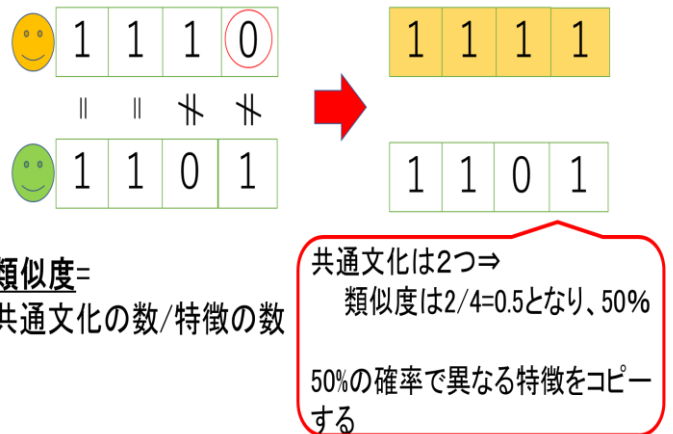 1 1 1 0
1 1 1 1
= = ≠ ≠
1 1 0 1
1 1 0 1
類似度=
共通文化の数/特徴の数
共通文化は2つ⇒
類似度は2/4=0.5となり、50%
50%の確率で異なる特徴をコピー
する